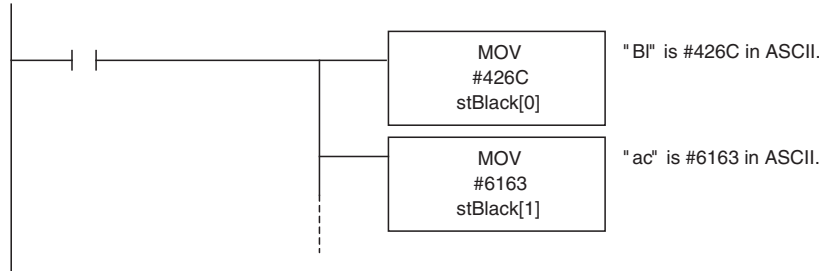 MOV
#426C
stBlack[0]
"Bl" is #426C in ASCII.
MOV
#6163
stBlack[1]
"ac" is #6163 in ASCII.